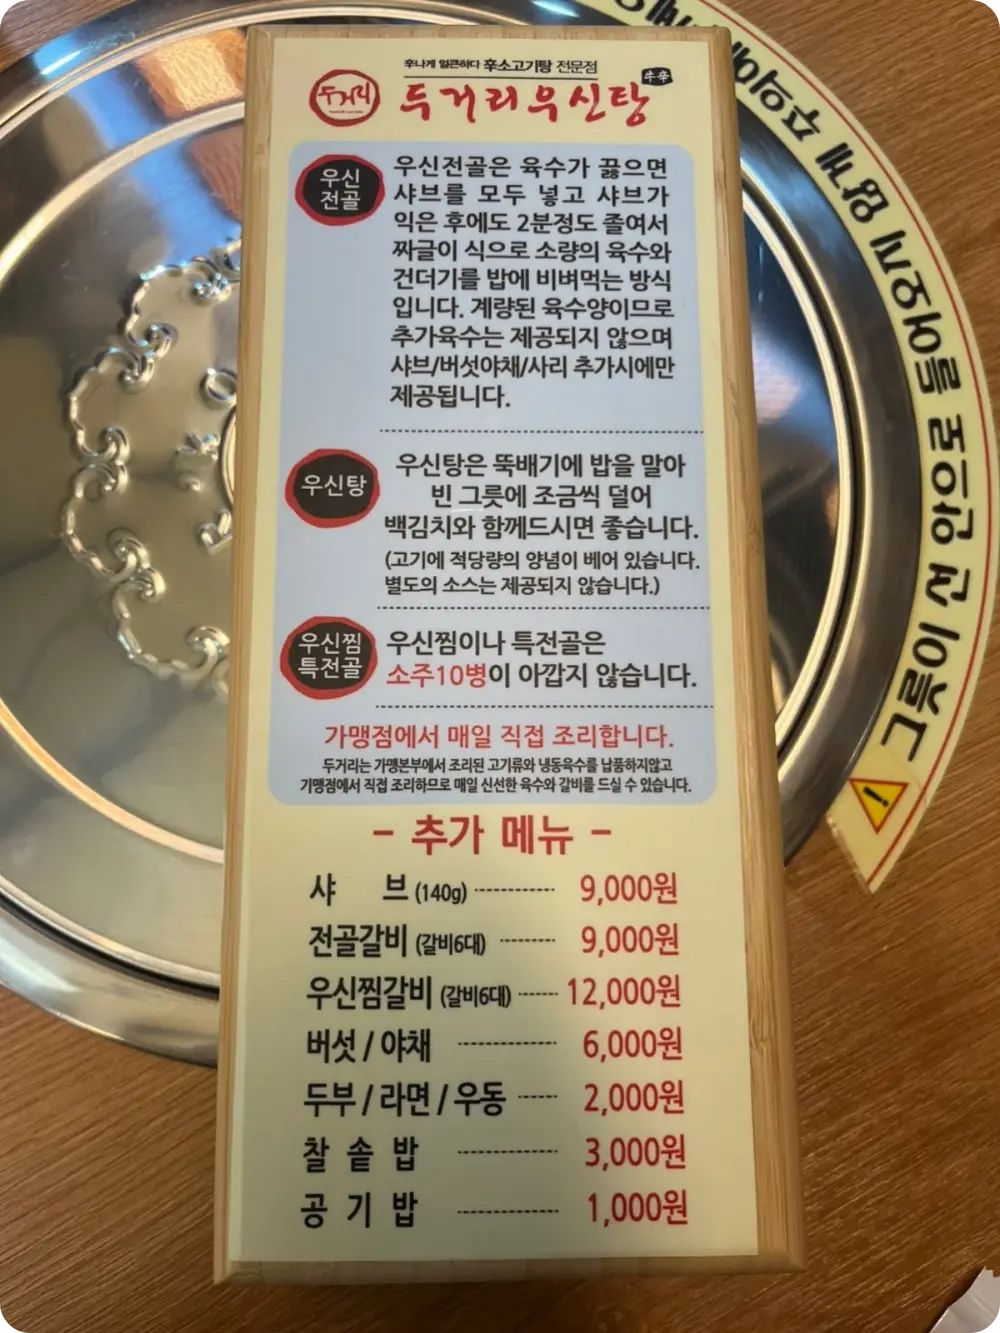 후나게 얼큰하다 후소고기탕 전문점
두거리
두거리우신탕
牛辛
우신
전골
우신전골은 육수가 끓으면
샤브를 모두 넣고 샤브가
익은 후에도 2분정도 졸여서
짜글이 식으로 소량의 육수와
건더기를 밥에 비벼먹는 방식
입니다. 계량된 육수양이므로
추가육수는 제공되지 않으며
샤브/버섯야채/사리 추가시에만
제공됩니다.
우신탕
우신탕은 뚝배기에 밥을 말아
빈 그릇에 조금씩 덜어
백김치와 함께드시면 좋습니다.
(고기에 적당량의 양념이 베어 있습니다.
별도의 소스는 제공되지 않습니다.)
우신찜
특전골
우신찜이나 특전골은
소주10병이 아깝지 않습니다.
가맹점에서 매일 직접 조리합니다.
두거리는 가맹본부에서 조리된 고기류와 냉동육수를 납품하지않고
가맹점에서 직접 조리하므로 매일 신선한 육수와 갈비를 드실 수 있습니다.
- 추가 메뉴 -
샤 브 (140g) 9,000원
전골갈비 (갈비6대) 9,000원
우신찜갈비 (갈비6대) 12,000원
버섯 / 야채 6,000원
두부 / 라면 / 우동 2,000원
찰 솥 밥 3,000원
공 기 밥 1,000원
그릇이 선 안으로 들어오지 않게